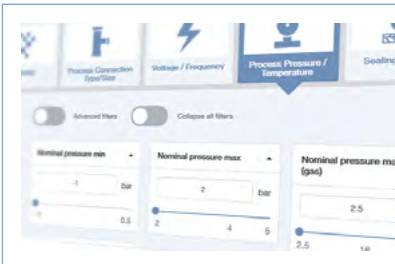 Process Connection
Type/Size
Voltage / Frequency
Process Pressure /
Temperature
Sealing
Advanced filters
Collapse all filters
Nominal pressure min
Nominal pressure max
Nominal pressure ma
(gas)
-1
bar
2
bar
2.5
-1
0.5
2
4
5
2.5
16